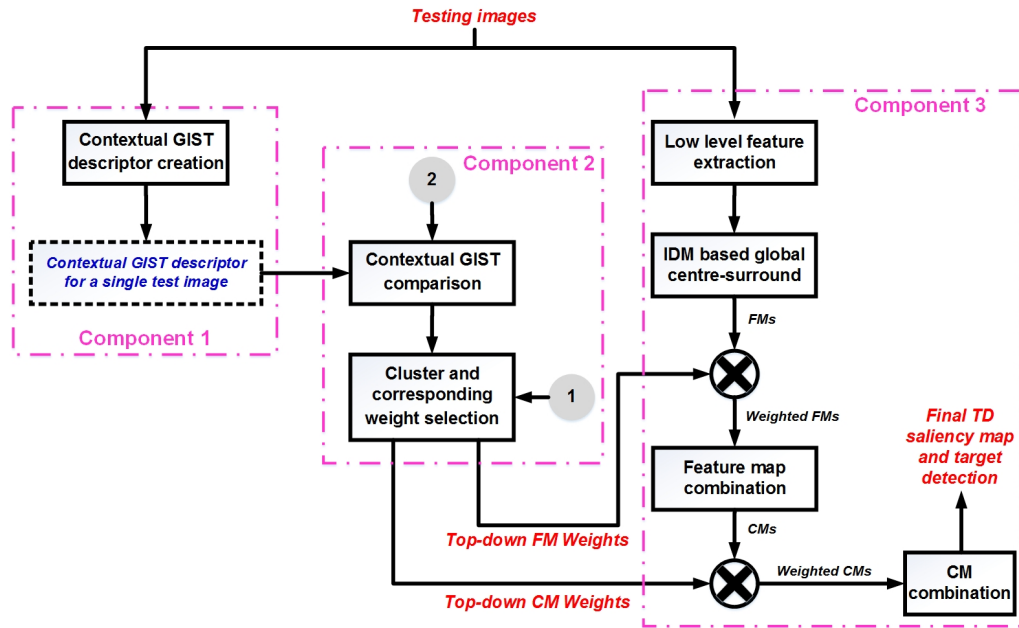 Testing images
Contextual GIST
descriptor creation
Contextual GIST descriptor
for a single test image
Component 1
Component 2
2
Contextual GIST
comparison
Cluster and
corresponding
weight selection
1
Top-down FM Weights
Top-down CM Weights
Component 3
Low level feature
extraction
IDM based global
centre-surround
FMs
Weighted FMs
Feature map
combination
CMs
Weighted CMs
CM
combination
Final TD
saliency map
and target
detection